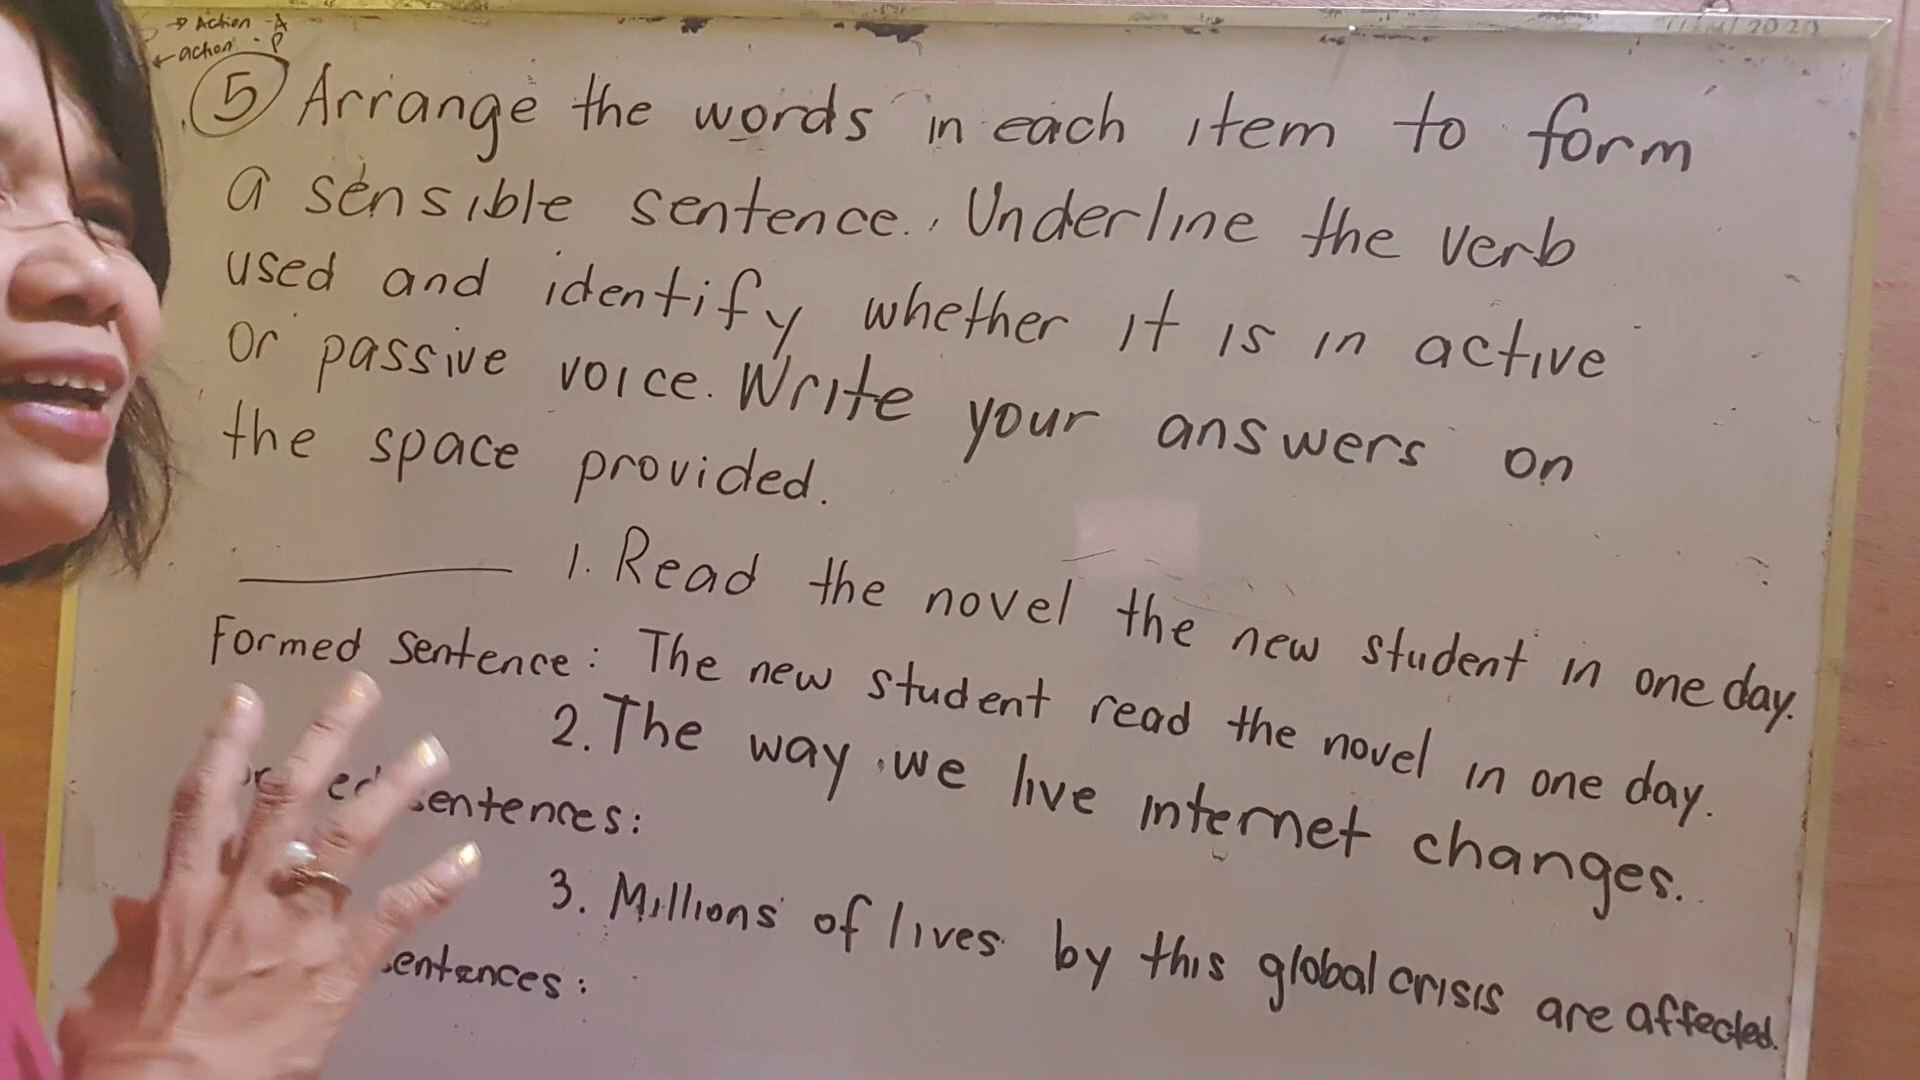 → Action - A
← action - P
5 Arrange the words in each item to form
a sensible sentence. Underline the verb
used and identify whether it is in active
or passive voice. Write your answers on
the space provided.
1. Read the novel the new student in one day.
Formed Sentence: The new student read the novel in one day.
2. The way we live internet changes.
sentences:
3. Millions of lives by this global crisis are affected.
sentences: